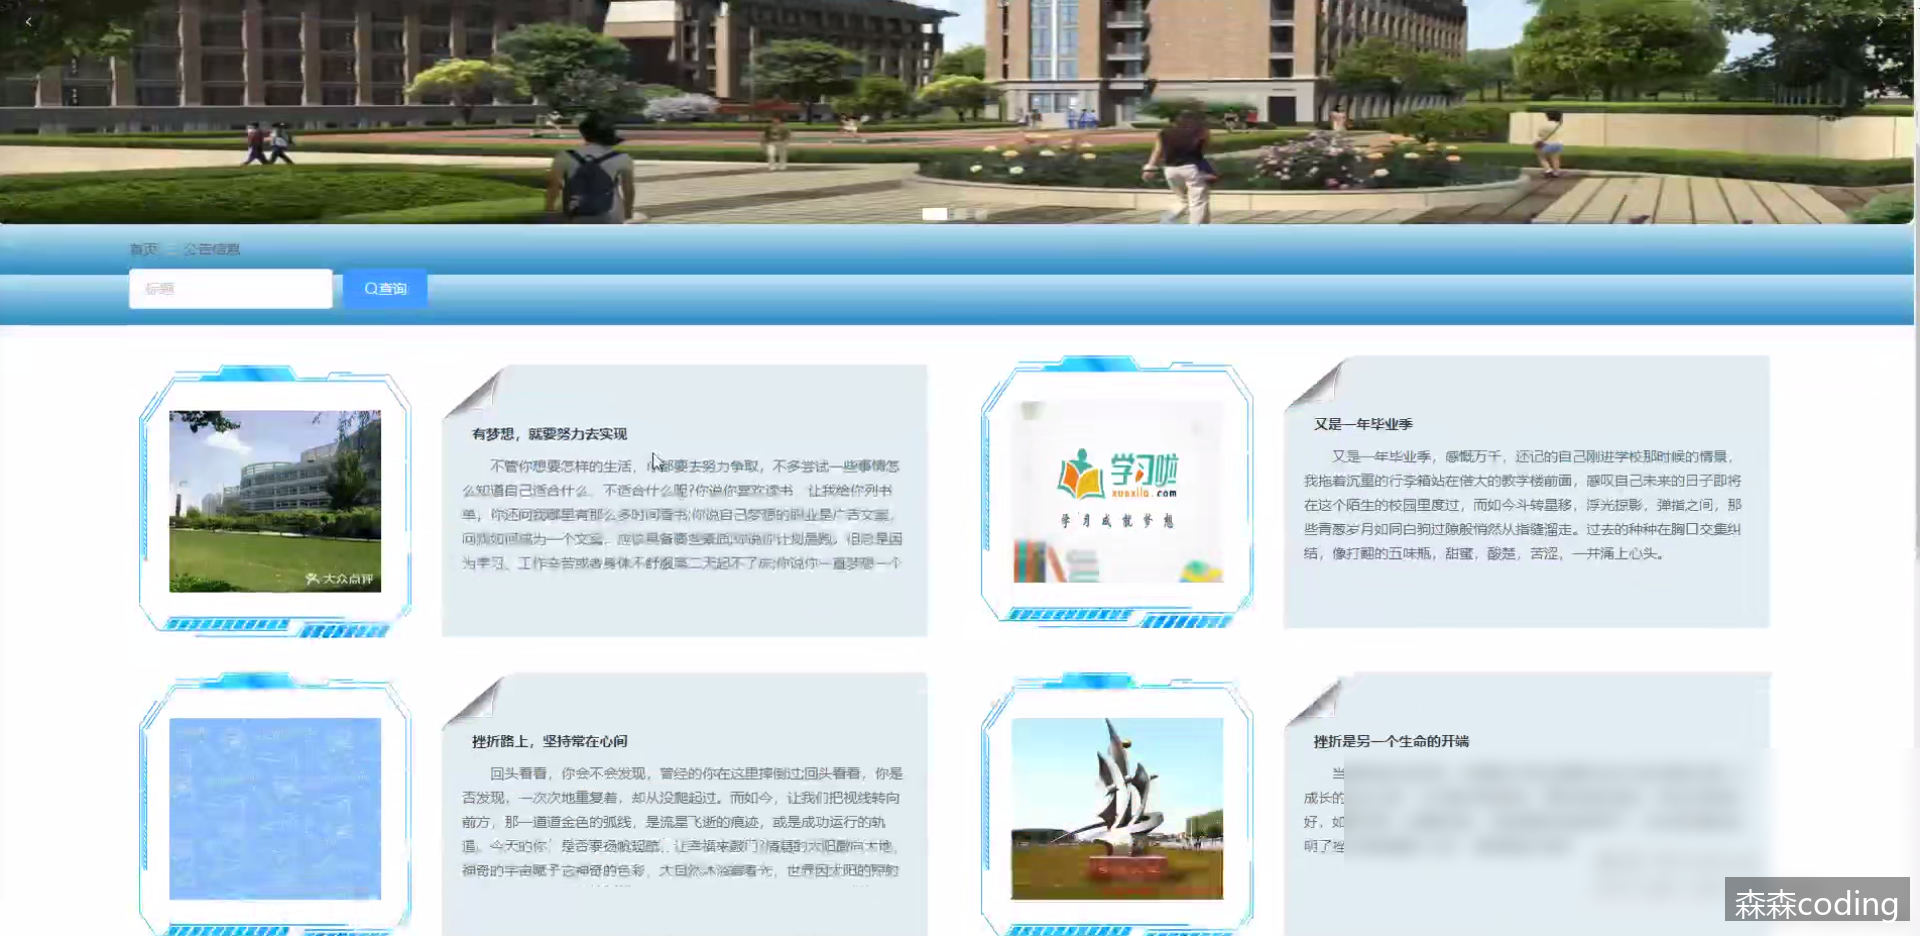 首页
公告信息
标题
查询
有梦想，就要努力去实现
不管你想要怎样的生活，你都要去努力争取，不多尝试一些事情怎
么知道自己适合什么、不适合什么呢?你说你喜欢读书，让我给你列书
单，你还问我哪里有那么多时间看书;你说自己梦想的职业是广告文案，
问我如何成为一个文案，应该具备哪些素质;你说你计划晨跑，但总是因
为学习、工作辛苦或者身体不舒服第二天起不了床;你说你一直梦想一个
大众点评
又是一年毕业季
又是一年毕业季，感慨万千，还记的自己刚进学校那时候的情景，
我拖着沉重的行李箱站在偌大的教学楼前面，感叹自己未来的日子即将
在这个陌生的校园里度过，而如今斗转星移，浮光掠影，弹指之间，那
些青葱岁月如同白驹过隙般悄然从指缝溜走。过去的种种在胸口交集纠
结，像打翻的五味瓶，甜蜜，酸楚，苦涩，一并涌上心头。
学习啦
xuexila.com
学习成就梦想
挫折路上，坚持常在心间
回头看看，你会不会发现，曾经的你在这里摔倒过;回头看看，你是
否发现，一次次地重复着，却从没爬起过。而如今，让我们把视线转向
前方，那一道道金色的弧线，是流星飞逝的痕迹，或是成功运行的轨
道。今天的你，是否要扬帆起航，让幸福来敲门?清晨的太阳撒向大地，
神奇的宇宙赋予它神奇的色彩，大自然沐浴着春光，世界因太阳的照射
挫折是另一个生命的开端
当
成长的
好，如
明了挫
森森coding